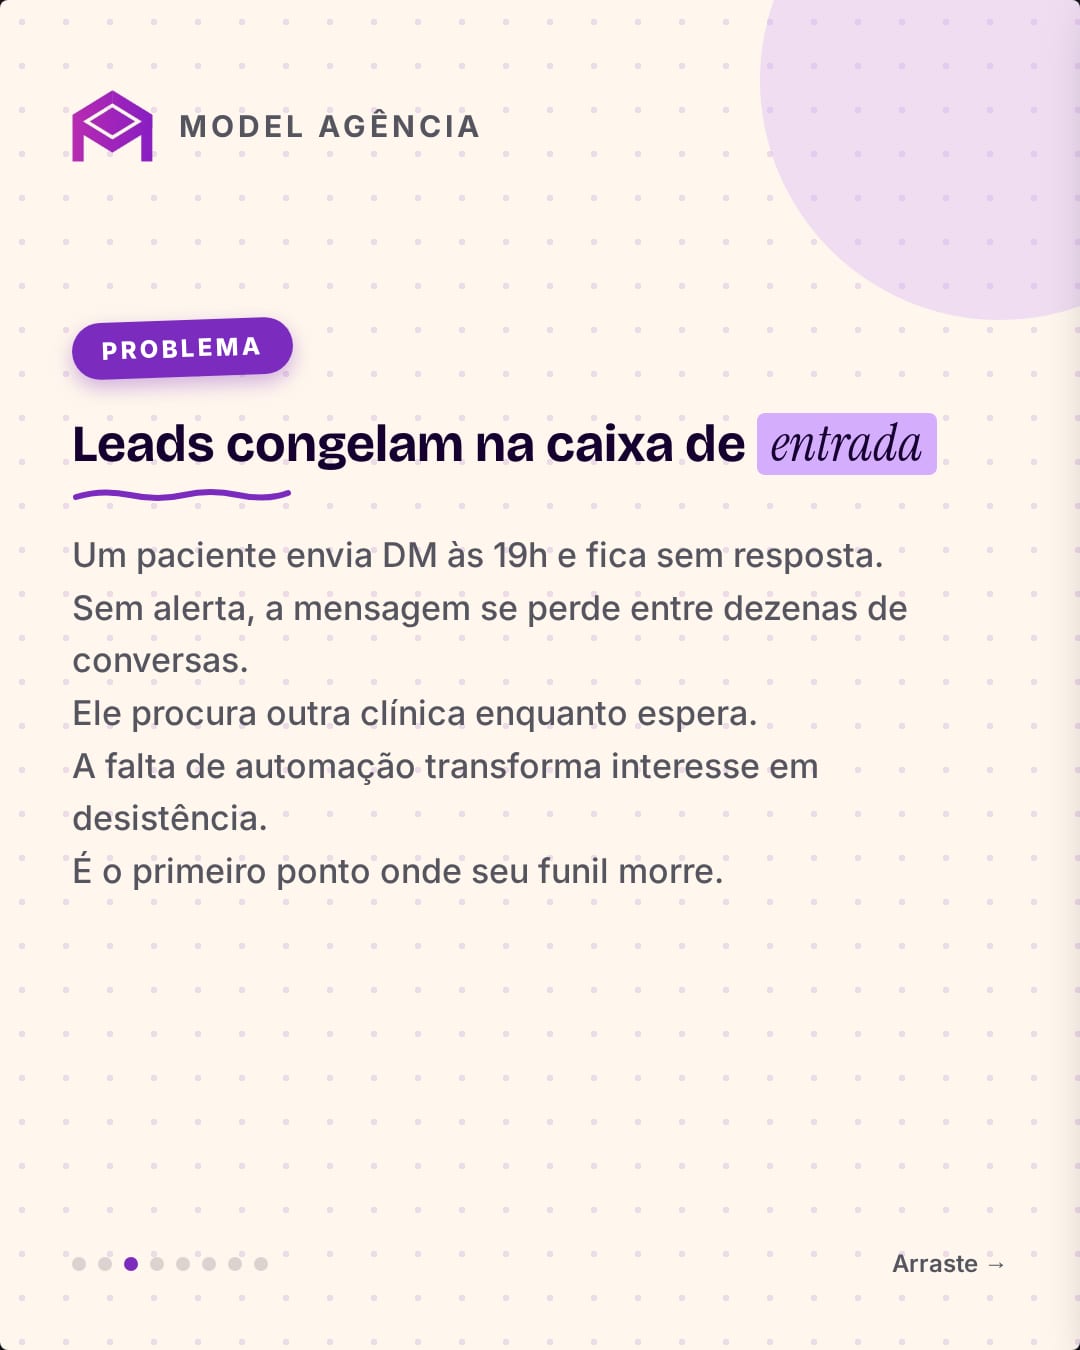 MODEL AGÊNCIA
PROBLEMA
Leads congelam na caixa de entrada
Um paciente envia DM às 19h e fica sem resposta.
Sem alerta, a mensagem se perde entre dezenas de
conversas.
Ele procura outra clínica enquanto espera.
A falta de automação transforma interesse em
desistência.
É o primeiro ponto onde seu funil morre.
Arraste →